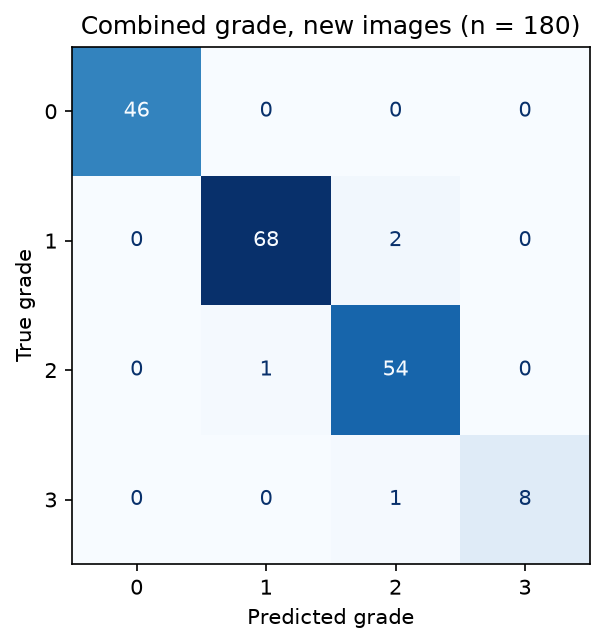 Combined grade, new images (n = 180)
True grade
0 46 0 0 0
1 0 68 2 0
2 0 1 54 0
3 0 0 1 8
0 1 2 3
Predicted grade